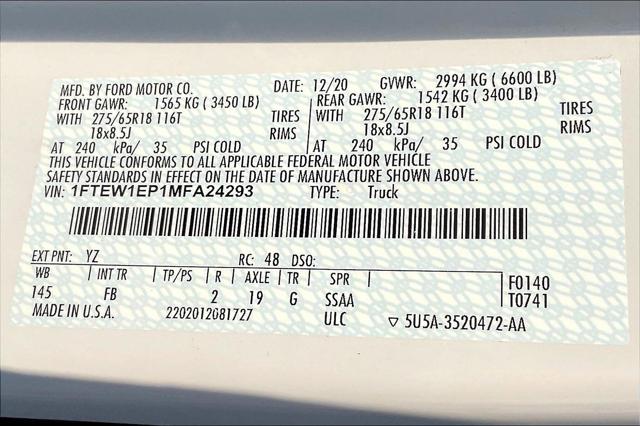 MFD. BY FORD MOTOR CO. DATE: 12/20 GVWR: 2994 KG ( 6600 LB)
FRONT GAWR: 1565 KG ( 3450 LB) REAR GAWR: 1542 KG ( 3400 LB)
WITH 275/65R18 116T TIRES WITH 275/65R18 116T TIRES
18x8.5J RIMS 18x8.5J RIMS
AT 240 kPa/ 35 PSI COLD AT 240 kPa/ 35 PSI COLD
THIS VEHICLE CONFORMS TO ALL APPLICABLE FEDERAL MOTOR VEHICLE
SAFETY STANDARDS IN EFFECT ON THE DATE OF MANUFACTURE SHOWN ABOVE.
VIN: 1FTEW1EP1MFA24293 TYPE: Truck
EXT PNT: YZ RC: 48 DSO:
WB INT TR TP/PS R AXLE TR SPR F0140
145 FB 2 19 G SSAA T0741
MADE IN U.S.A. 2202012081727 ULC ▽ 5U5A-3520472-AA